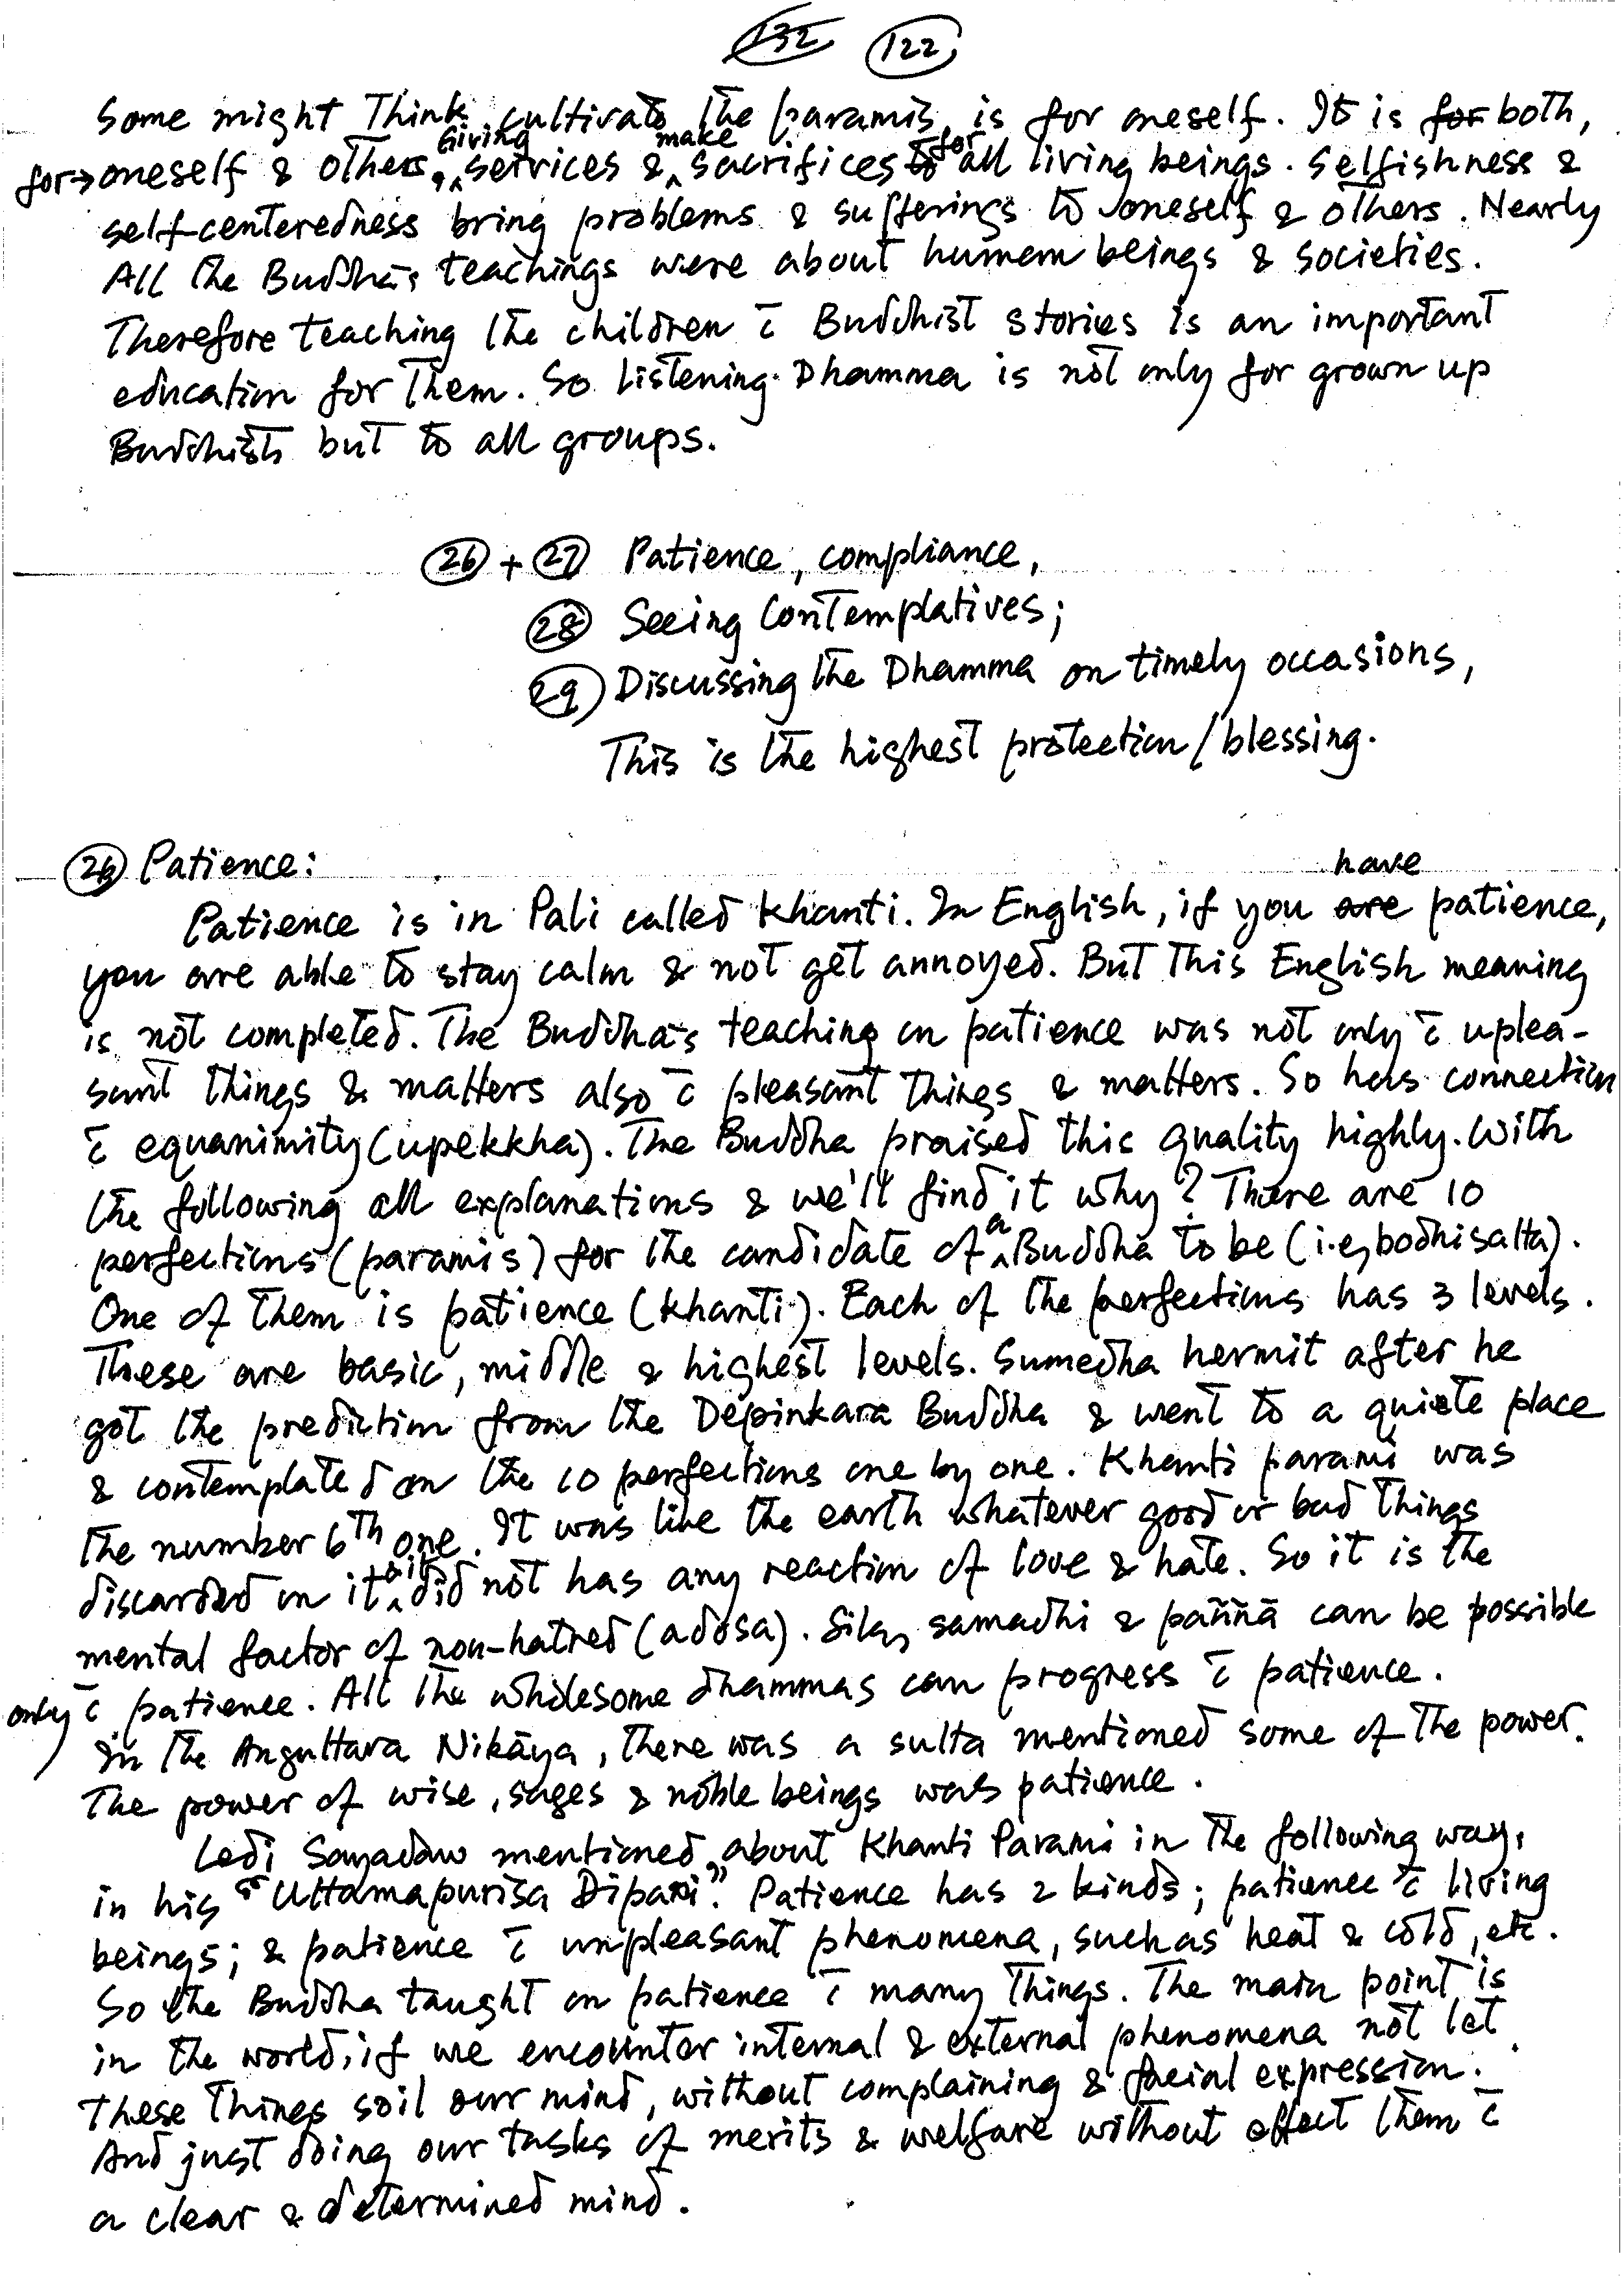 132 122
Some might Think cultivate the paramis is for oneself. It is for both,
for→ oneself & others, Giving services & make sacrifices to for all living beings. Selfishness &
self-centeredness bring problems & sufferings to oneself & others. Nearly
All the Buddha's teachings were about human beings & societies.
Therefore teaching the children c̄ Buddhist stories is an important
education for them. So Listening Dhamma is not only for grown up
Buddhists but to all groups.
26 + 27 Patience, compliance,
28 Seeing Contemplatives;
29 Discussing the Dhamma on timely occasions,
This is the highest protection/blessing.
26 Patience:
Patience is in Pali called Khanti. In English, if you are have patience,
you are able to stay calm & not get annoyed. But This English meaning
is not completed. The Buddha's teaching on patience was not only c̄ uplea-
sant things & matters also c̄ pleasant things & matters. So has connection
c̄ equanimity (upekkha). The Buddha praised this quality highly. With
the following all explanations & we'll find it why? There are 10
perfections (paramis) for the candidate of a Buddha to be (i.e, bodhisatta).
One of them is patience (khanti). Each of the perfections has 3 levels.
These are basic, middle & highest levels. Sumedha hermit after he
got the prediction from the Depinkara Buddha & went to a quiete place
& contemplated on the 10 perfections one by one. Khanti parami was
the number 6th one. It was like the earth whatever good or bad things
discarded on it, it did not has any reaction of love & hate. So it is the
mental factor of non-hatred (adosa). Sila, samadhi & paññā can be possible
only c̄ patience. All the wholesome dhammas can progress c̄ patience.
In the Anguttara Nikāya, there was a sutta mentioned some of the power.
The power of wise, sages & noble beings was patience.
Ledi Sayadaw mentioned about Khanti Parami in the following way,
in his "Uttamapurisa Dipani". Patience has 2 kinds; patience c̄ living
beings; & patience c̄ unpleasant phenomena, such as heat & cold, etc.
So the Buddha taught on patience c̄ many things. The main point is
in the world, if we encounter internal & external phenomena not let
these things soil our mind, without complaining & facial expression.
And just doing our tasks of merits & welfare without effect them c̄
a clear & determined mind.